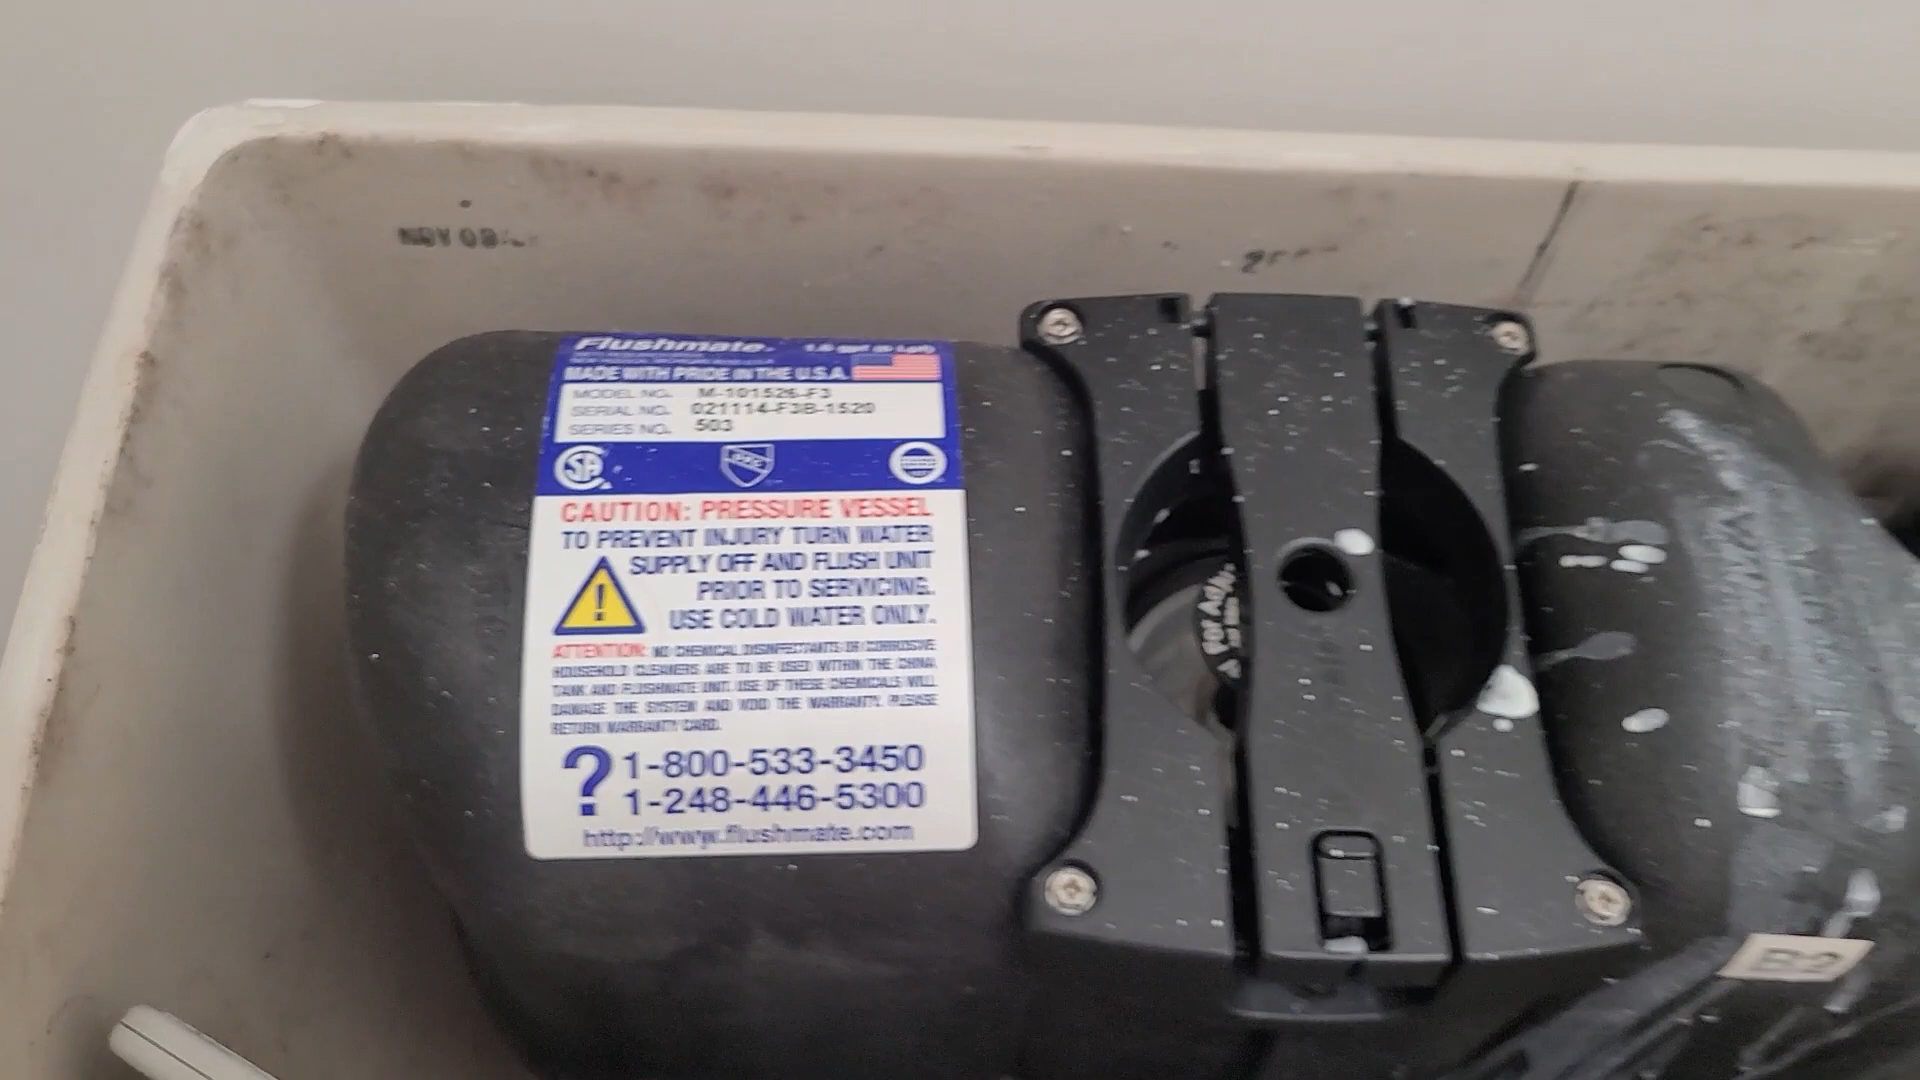 Flushmate. 1.6 gpf (6 Lpf)
MADE WITH PRIDE IN THE U.S.A.
MODEL NO. M-101526-F3
SERIAL NO. 021114-F3B-1520
SERIES NO. 503
CAUTION: PRESSURE VESSEL
TO PREVENT INJURY TURN WATER
SUPPLY OFF AND FLUSH UNIT
PRIOR TO SERVICING.
USE COLD WATER ONLY.
ATTENTION: NO CHEMICAL DISINFECTANTS OR CORROSIVE
HOUSEHOLD CLEANERS ARE TO BE USED WITHIN THE CHINA
TANK AND FLUSHMATE UNIT. USE OF THESE CHEMICALS WILL
DAMAGE THE SYSTEM AND VOID THE WARRANTY. PLEASE
RETURN WARRANTY CARD.
? 1-800-533-3450
1-248-446-5300
http://www.flushmate.com
For
B2